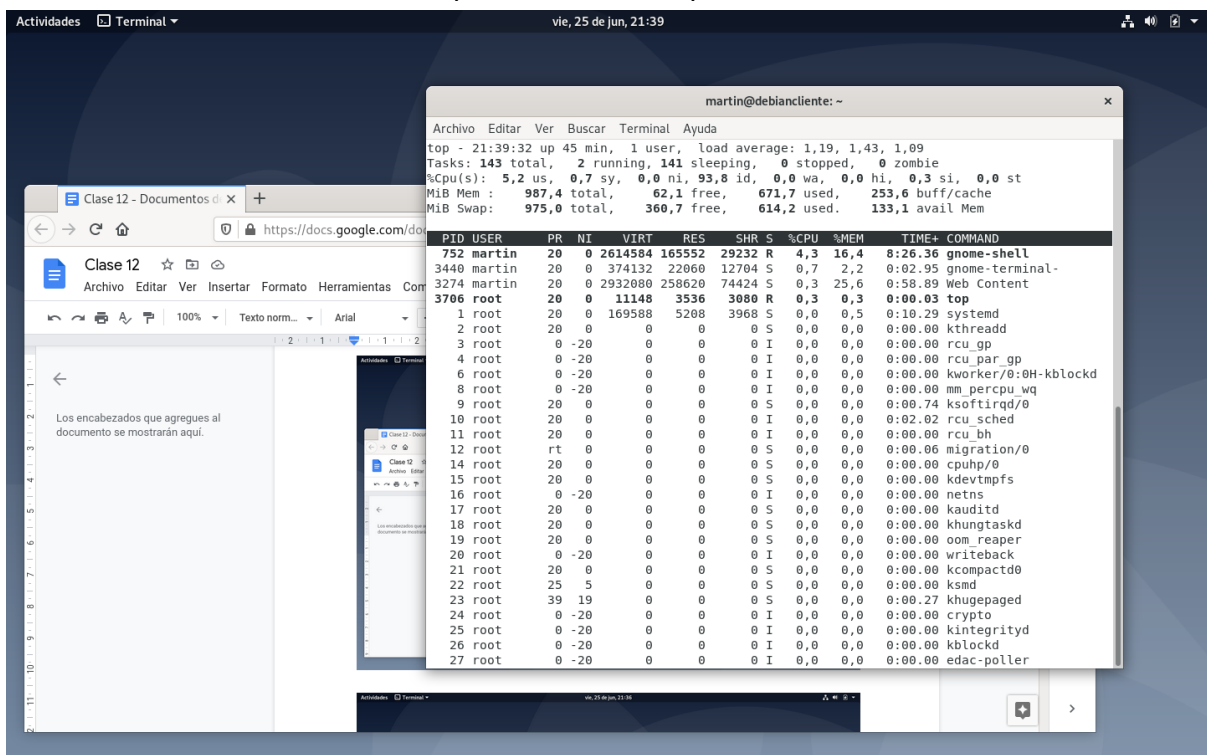 Actividades Terminal vie, 25 de jun, 21:39
martin@debiancliente: ~ ×
Archivo Editar Ver Buscar Terminal Ayuda
top - 21:39:32 up 45 min, 1 user, load average: 1,19, 1,43, 1,09
Tasks: 143 total, 2 running, 141 sleeping, 0 stopped, 0 zombie
%Cpu(s): 5,2 us, 0,7 sy, 0,0 ni, 93,8 id, 0,0 wa, 0,0 hi, 0,3 si, 0,0 st
MiB Mem : 987,4 total, 62,1 free, 671,7 used, 253,6 buff/cache
MiB Swap: 975,0 total, 360,7 free, 614,2 used. 133,1 avail Mem
PID USER PR NI VIRT RES SHR S %CPU %MEM TIME+ COMMAND
752 martin 20 0 2614584 165552 29232 R 4,3 16,4 8:26.36 gnome-shell
3440 martin 20 0 374132 22060 12704 S 0,7 2,2 0:02.95 gnome-terminal-
3274 martin 20 0 2932080 258620 74424 S 0,3 25,6 0:58.89 Web Content
3706 root 20 0 11148 3536 3080 R 0,3 0,3 0:00.03 top
1 root 20 0 169588 5208 3968 S 0,0 0,5 0:10.29 systemd
2 root 20 0 0 0 0 S 0,0 0,0 0:00.00 kthreadd
3 root 0 -20 0 0 0 I 0,0 0,0 0:00.00 rcu_gp
4 root 0 -20 0 0 0 I 0,0 0,0 0:00.00 rcu_par_gp
6 root 0 -20 0 0 0 I 0,0 0,0 0:00.00 kworker/0:0H-kblockd
8 root 0 -20 0 0 0 I 0,0 0,0 0:00.00 mm_percpu_wq
9 root 20 0 0 0 0 S 0,0 0,0 0:00.74 ksoftirqd/0
10 root 20 0 0 0 0 I 0,0 0,0 0:02.02 rcu_sched
11 root 20 0 0 0 0 I 0,0 0,0 0:00.00 rcu_bh
12 root rt 0 0 0 0 S 0,0 0,0 0:00.06 migration/0
14 root 20 0 0 0 0 S 0,0 0,0 0:00.00 cpuhp/0
15 root 20 0 0 0 0 S 0,0 0,0 0:00.00 kdevtmpfs
16 root 0 -20 0 0 0 I 0,0 0,0 0:00.00 netns
17 root 20 0 0 0 0 S 0,0 0,0 0:00.00 kauditd
18 root 20 0 0 0 0 S 0,0 0,0 0:00.00 khungtaskd
19 root 20 0 0 0 0 S 0,0 0,0 0:00.00 oom_reaper
20 root 0 -20 0 0 0 I 0,0 0,0 0:00.00 writeback
21 root 20 0 0 0 0 S 0,0 0,0 0:00.00 kcompactd0
22 root 25 5 0 0 0 S 0,0 0,0 0:00.00 ksmd
23 root 39 19 0 0 0 S 0,0 0,0 0:00.27 khugepaged
24 root 0 -20 0 0 0 I 0,0 0,0 0:00.00 crypto
25 root 0 -20 0 0 0 I 0,0 0,0 0:00.00 kintegrityd
26 root 0 -20 0 0 0 I 0,0 0,0 0:00.00 kblockd
27 root 0 -20 0 0 0 I 0,0 0,0 0:00.00 edac-poller
Clase 12 - Documentos d × +
https://docs.google.com/doc
Clase 12
Archivo Editar Ver Insertar Formato Herramientas Com
100% Texto norm... Arial
2 1 1 2
Los encabezados que agregues al
documento se mostrarán aquí.
Actividades Terminal
Clase 12
Actividades Terminal vie, 25 de jun, 21:36